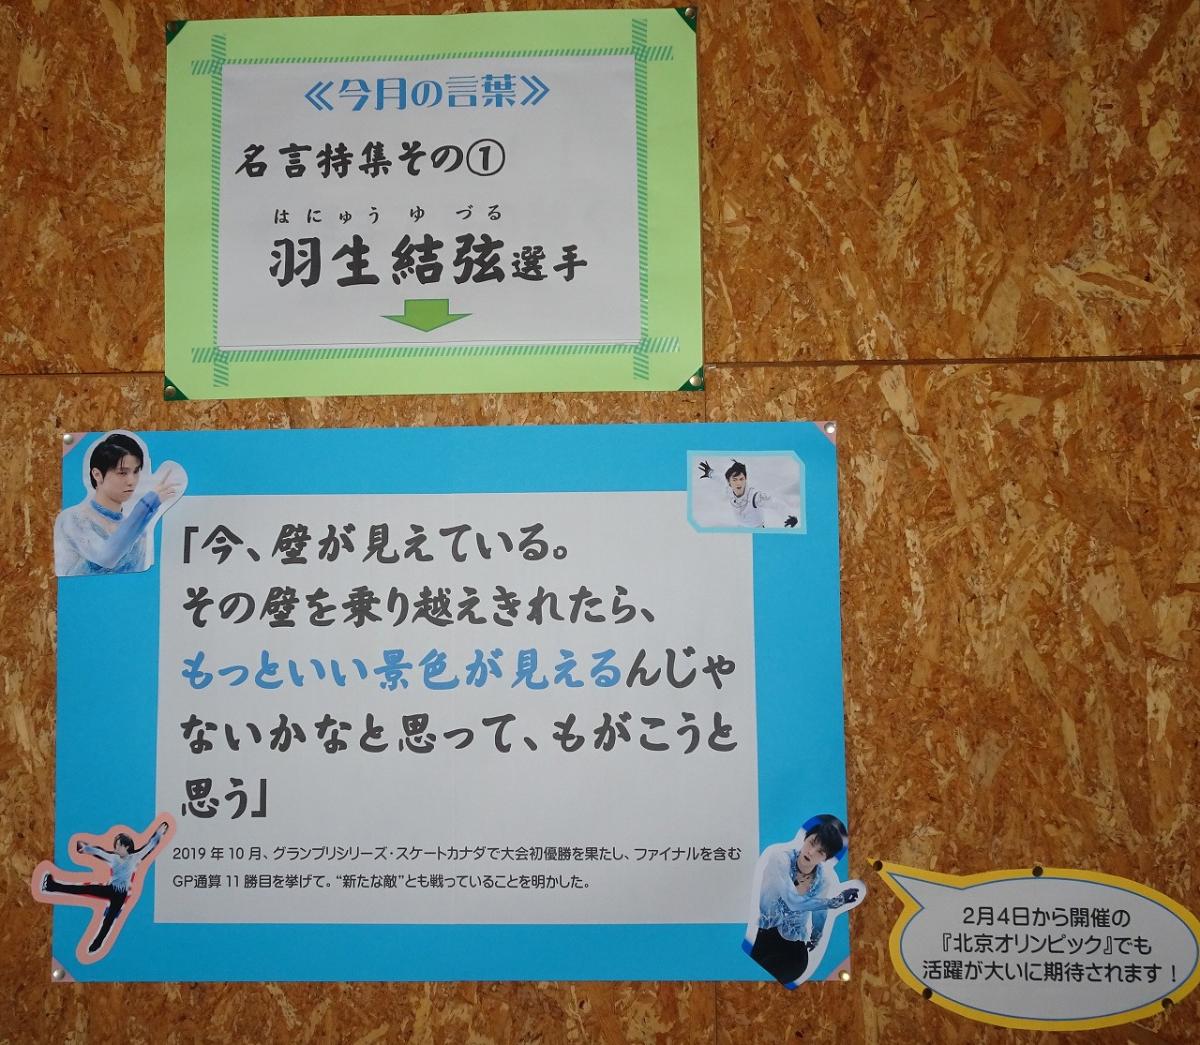 ≪今月の言葉≫
名言特集その①
はにゅう ゆ づる
羽生結弦選手
「今、壁が見えている。
その壁を乗り越えきれたら、
もっといい景色が見えるんじゃ
ないかなと思って、もがこうと
思う」
2019 年 10 月、グランプリシリーズ・スケートカナダで大会初優勝を果たし、ファイナルを含む
GP通算 11 勝目を挙げて。“新たな敵”とも戦っていることを明かした。
2月4日から開催の
『北京オリンピック』でも
活躍が大いに期待されます！